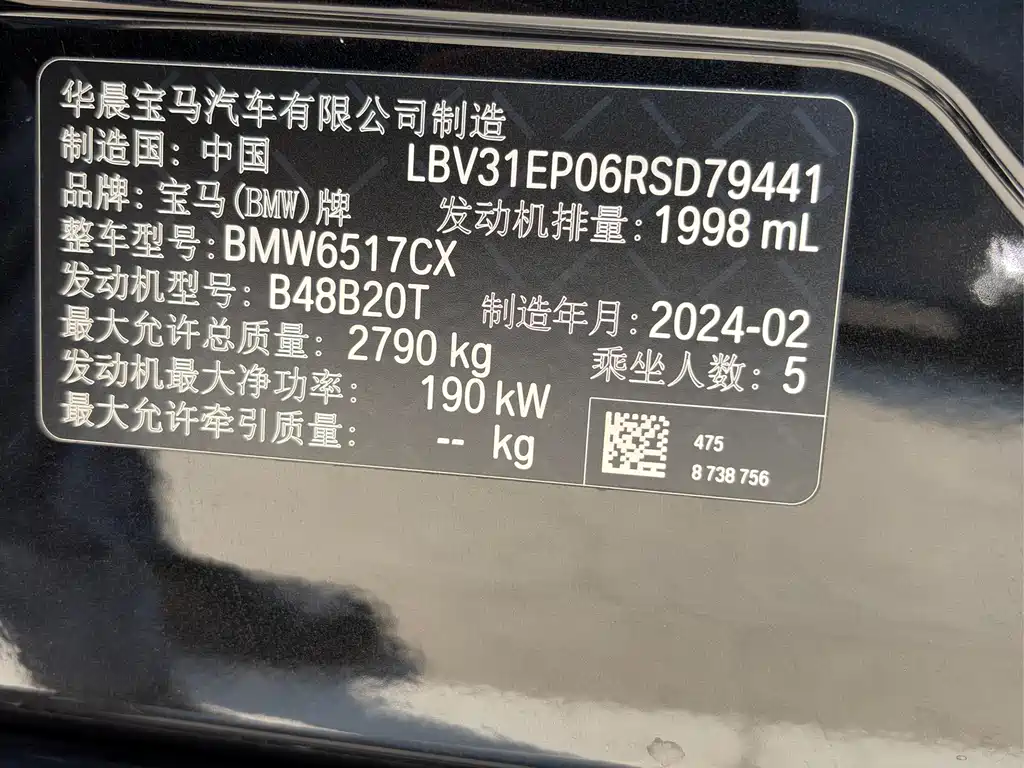 华晨宝马汽车有限公司制造
制造国：中国 LBV31EP06RSD79441
品牌：宝马(BMW)牌 发动机排量：1998 mL
整车型号：BMW6517CX
发动机型号：B48B20T 制造年月：2024-02
最大允许总质量：2790 kg 乘坐人数：5
发动机最大净功率：190 kW
最大允许牵引质量：-- kg
475
8 738 756